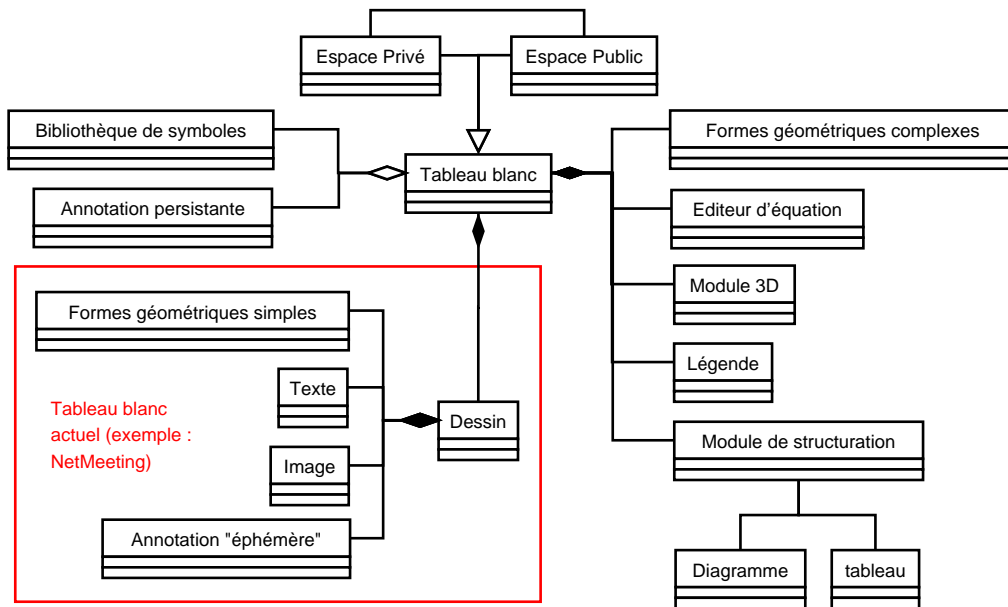 Espace Privé
Espace Public
Bibliothèque de symboles
Tableau blanc
Formes géométriques complexes
Annotation persistante
Editeur d'équation
Module 3D
Formes géométriques simples
Légende
Texte
Tableau blanc
actuel (exemple :
NetMeeting)
Dessin
Module de structuration
Image
Annotation "éphémère"
Diagramme
tableau